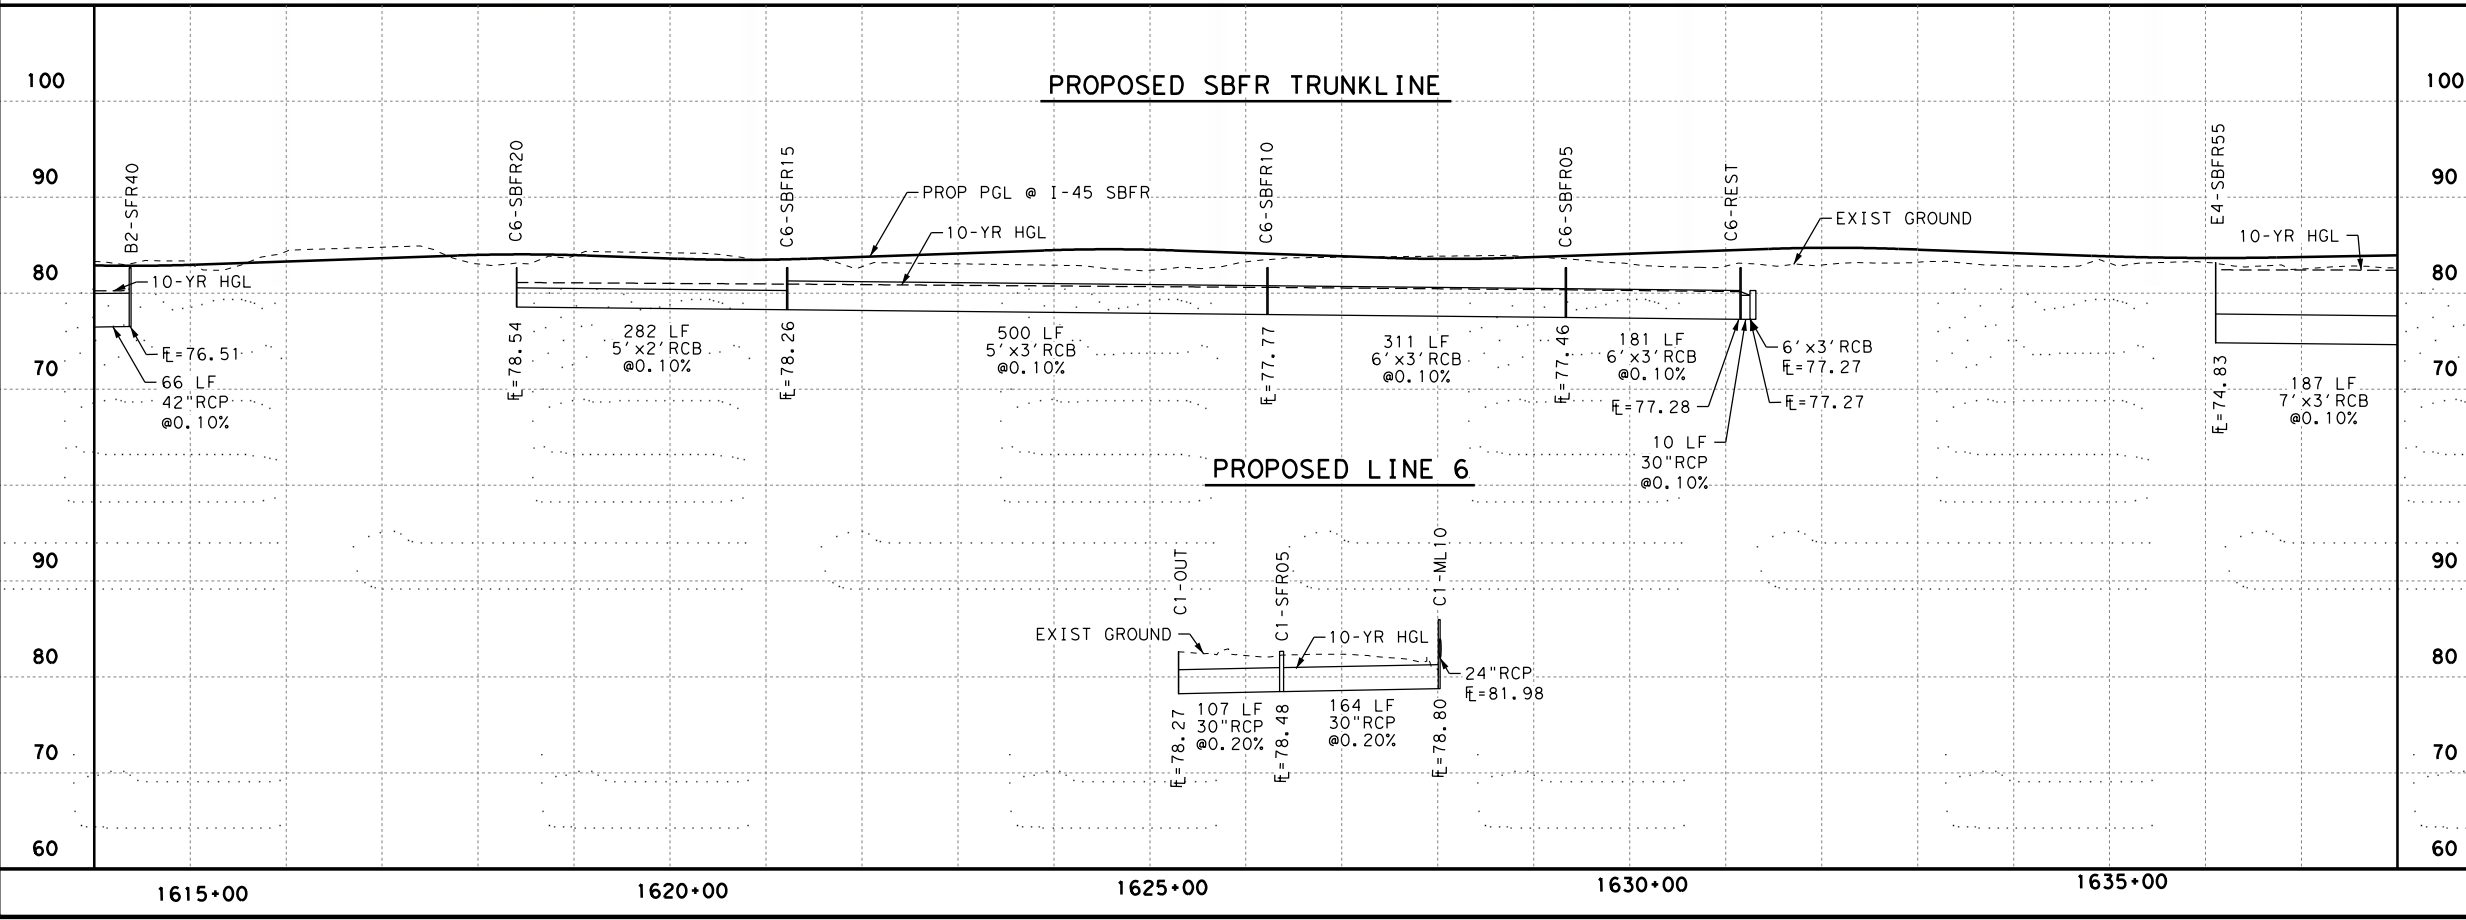 100
PROPOSED SBFR TRUNKLINE
100
90
90
80
80
70
70
B2-SFR40
C6-SBFR20
C6-SBFR15
C6-SBFR10
C6-SBFR05
C6-REST
E4-SBFR55
PROP PGL @ I-45 SBFR
10-YR HGL
EXIST GROUND
10-YR HGL
10-YR HGL
FL=76.51
66 LF
42"RCP
@0.10%
FL=78.54
282 LF
5'x2'RCB
@0.10%
FL=78.26
500 LF
5'x3'RCB
@0.10%
FL=77.77
311 LF
6'x3'RCB
@0.10%
FL=77.46
181 LF
6'x3'RCB
@0.10%
FL=77.28
10 LF
30"RCP
@0.10%
6'x3'RCB
FL=77.27
FL=77.27
FL=74.83
187 LF
7'x3'RCB
@0.10%
PROPOSED LINE 6
90
90
80
80
70
70
60
60
C1-OUT
C1-SFR05
C1-ML10
EXIST GROUND
10-YR HGL
24"RCP
FL=81.98
FL=78.27
107 LF
30"RCP
@0.20%
FL=78.48
164 LF
30"RCP
@0.20%
FL=78.80
1615+00
1620+00
1625+00
1630+00
1635+00